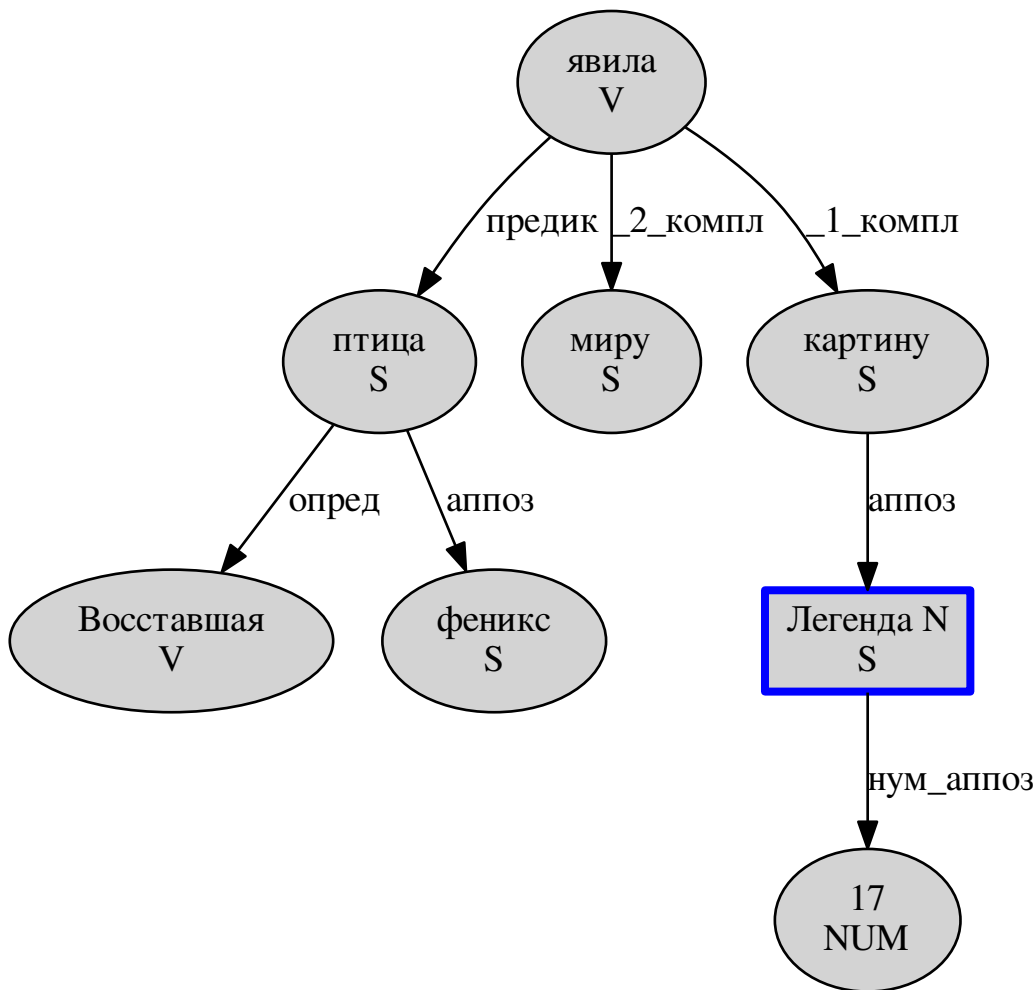 явила
V
предик
_2_компл
_1_компл
птица
S
миру
S
картину
S
опред
аппоз
аппоз
Восставшая
V
феникс
S
Легенда N
S
нум_аппоз
17
NUM